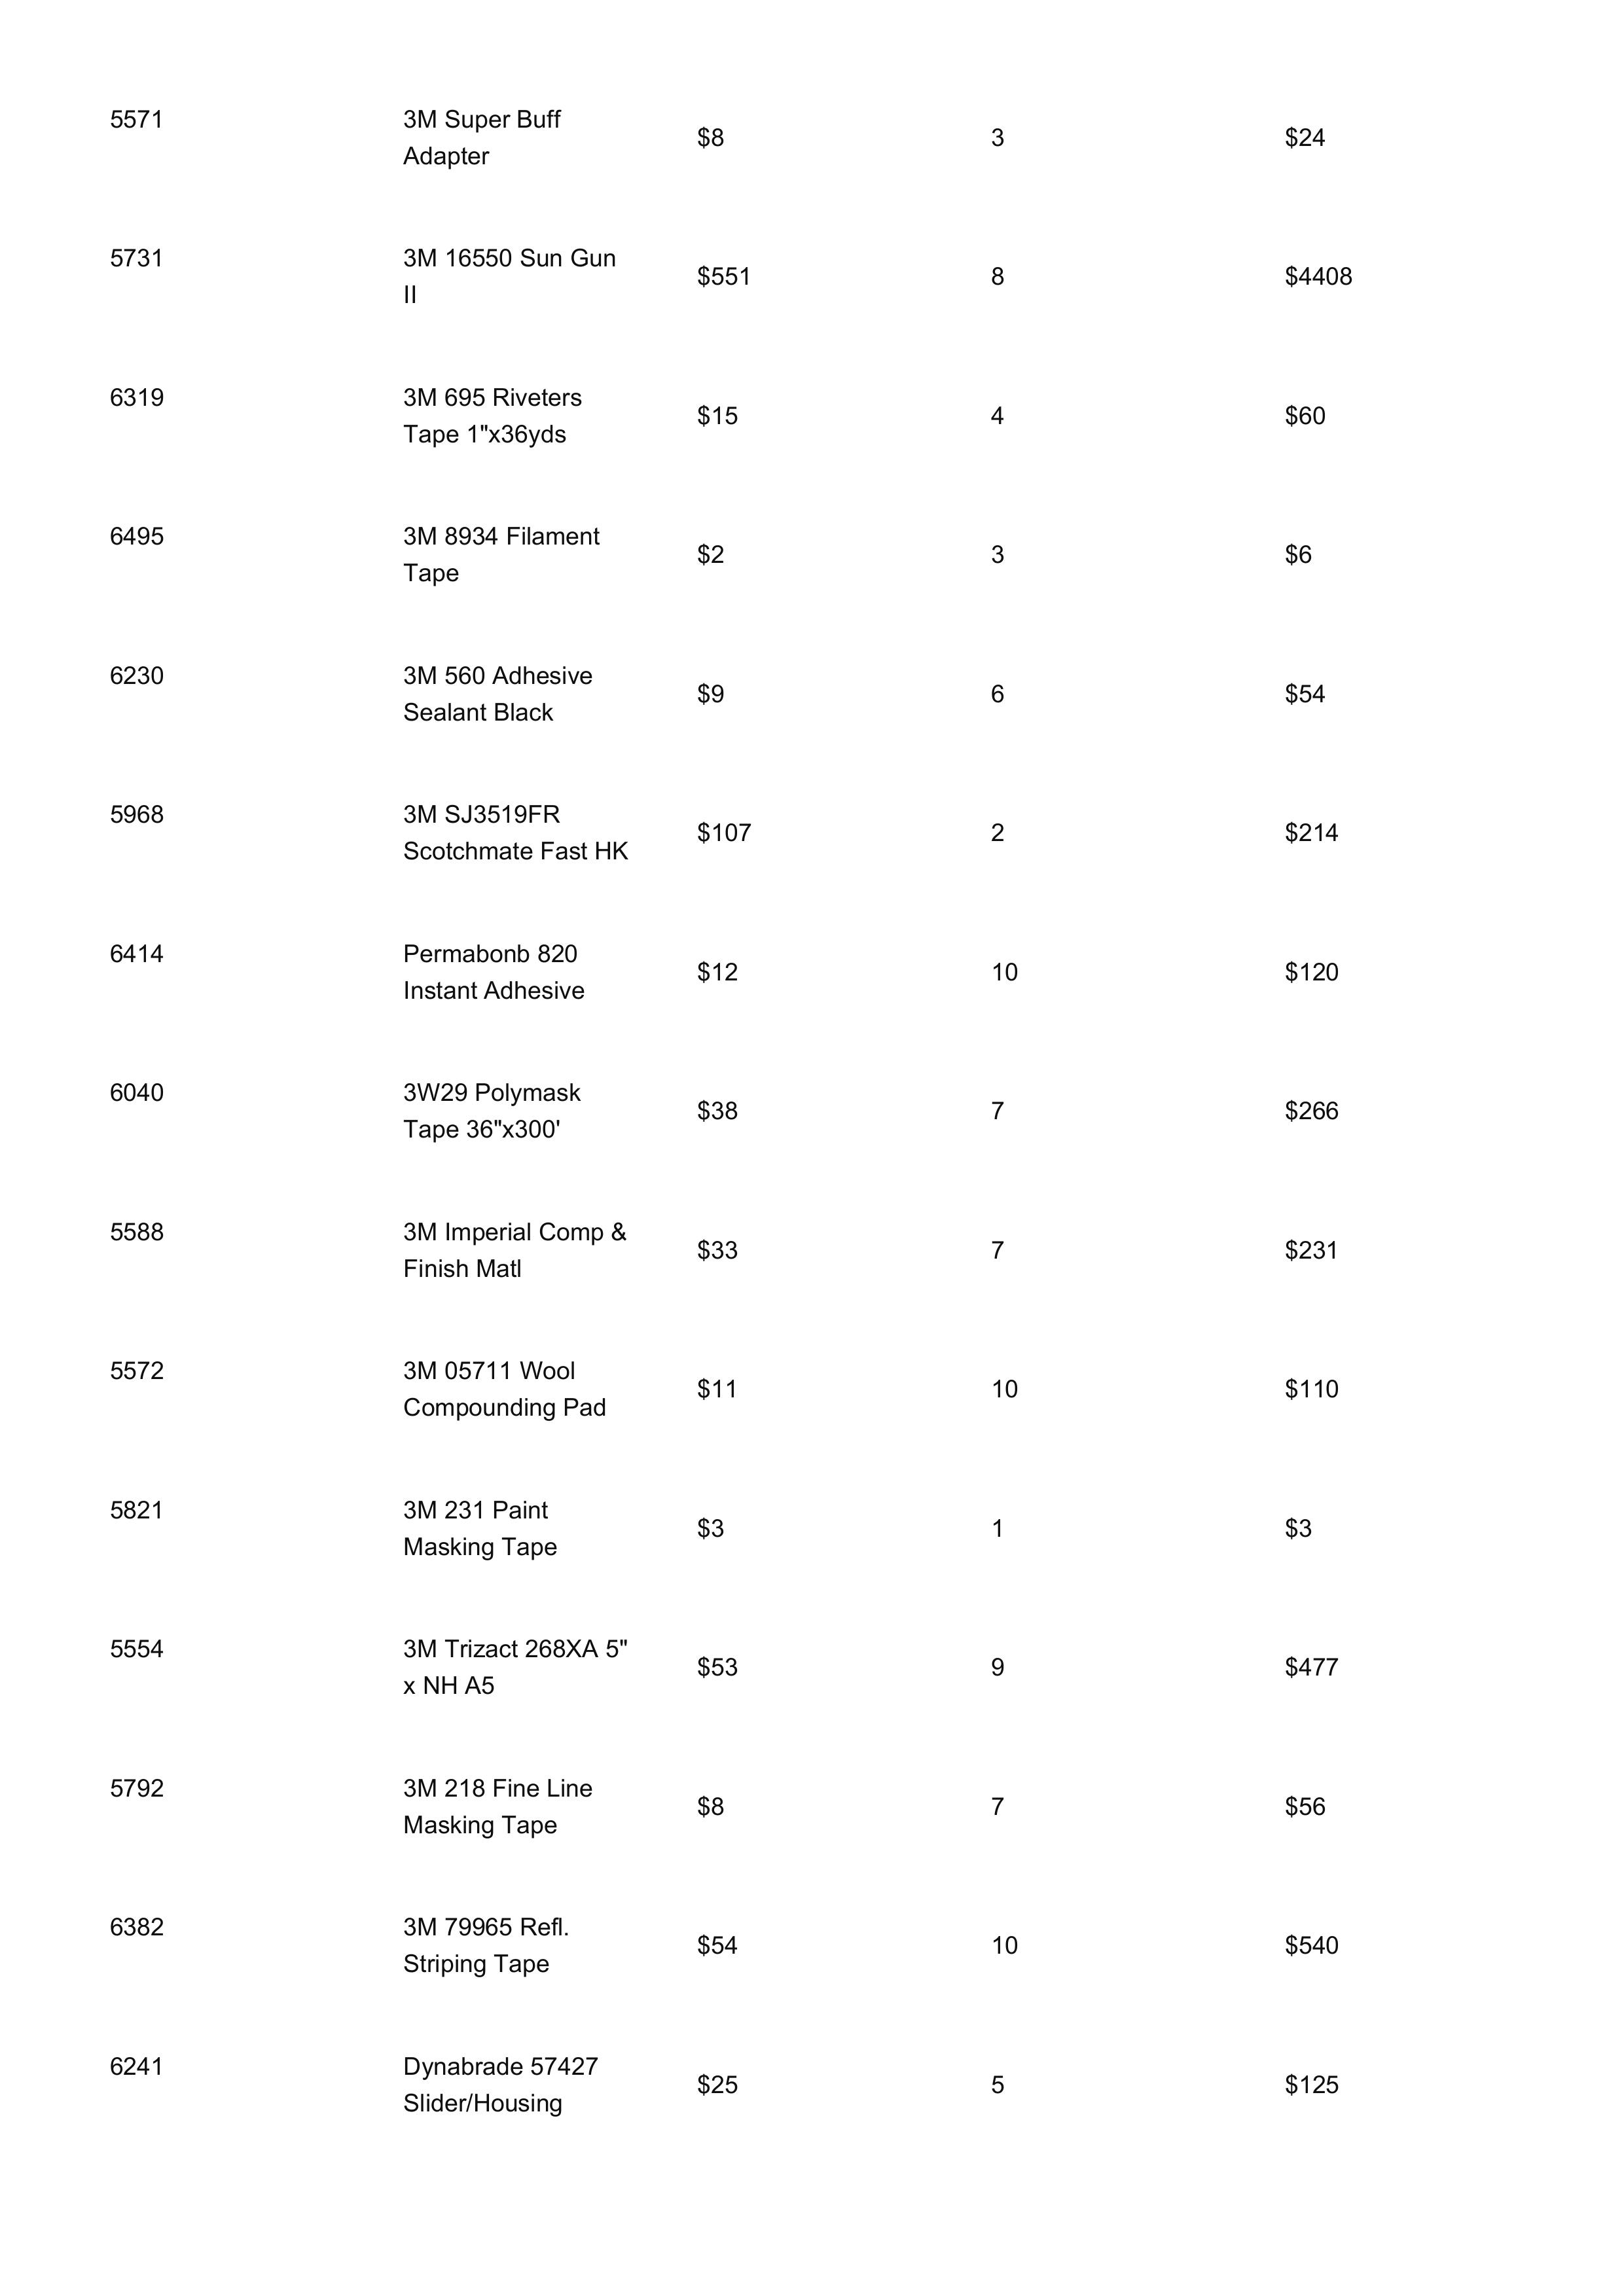 5571 3M Super Buff $8 3 $24
Adapter
5731 3M 16550 Sun Gun $551 8 $4408
II
6319 3M 695 Riveters $15 4 $60
Tape 1"x36yds
6495 3M 8934 Filament $2 3 $6
Tape
6230 3M 560 Adhesive $9 6 $54
Sealant Black
5968 3M SJ3519FR $107 2 $214
Scotchmate Fast HK
6414 Permabonb 820 $12 10 $120
Instant Adhesive
6040 3W29 Polymask $38 7 $266
Tape 36"x300'
5588 3M Imperial Comp & $33 7 $231
Finish Matl
5572 3M 05711 Wool $11 10 $110
Compounding Pad
5821 3M 231 Paint $3 1 $3
Masking Tape
5554 3M Trizact 268XA 5" $53 9 $477
x NH A5
5792 3M 218 Fine Line $8 7 $56
Masking Tape
6382 3M 79965 Refl. $54 10 $540
Striping Tape
6241 Dynabrade 57427 $25 5 $125
Slider/Housing